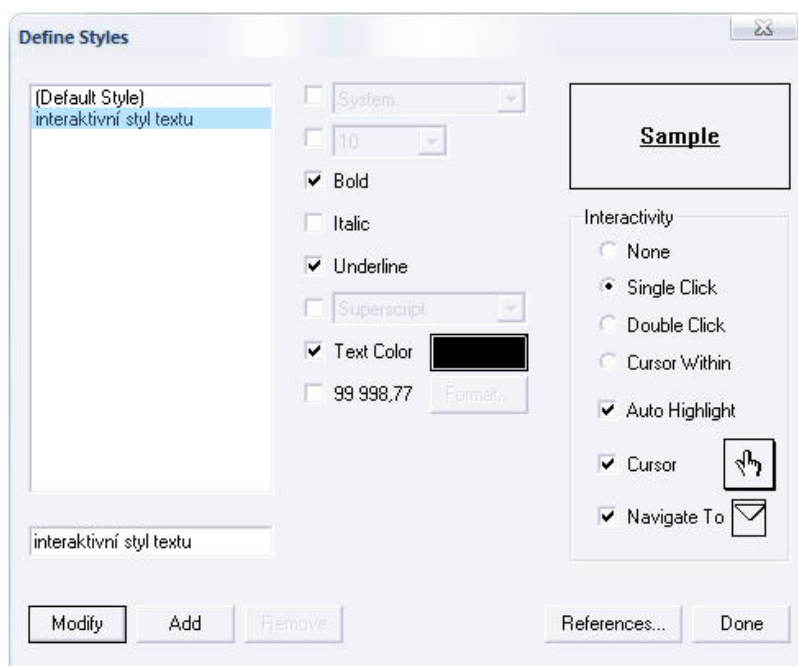 Define Styles
(Default Style)
interaktivní styl textu
interaktivní styl textu
System
10
Bold
Italic
Underline
Superscript
Text Color
99 998,77
Format...
Sample
Interactivity
None
Single Click
Double Click
Cursor Within
Auto Highlight
Cursor
Navigate To
Modify
Add
Remove
References...
Done